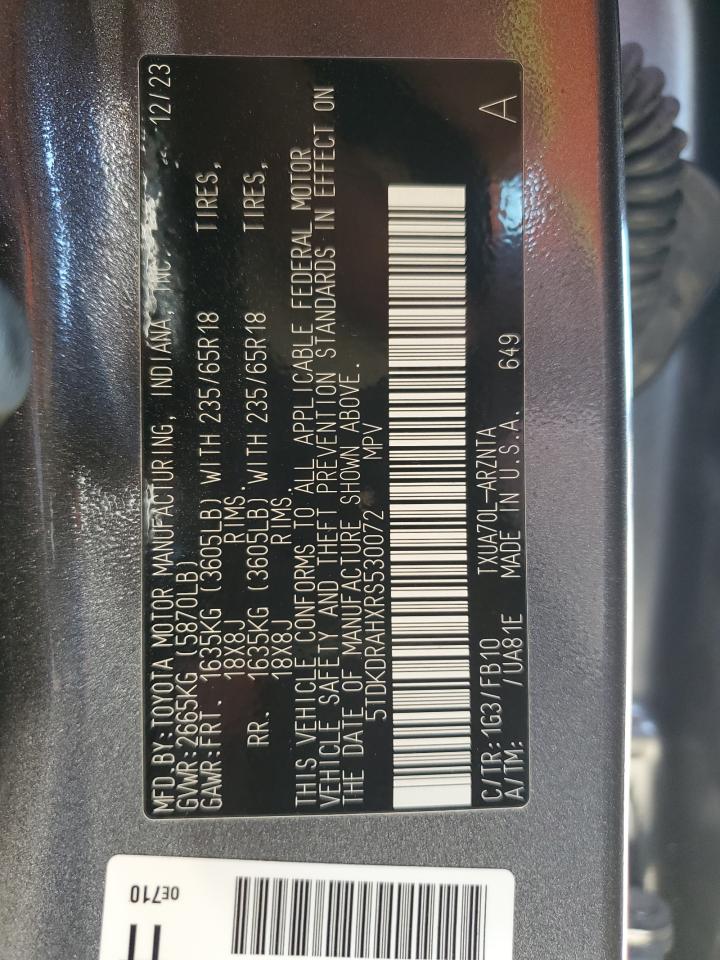 MFD.BY:TOYOTA MOTOR MANUFACTURING, INDIANA, INC. 12/23
GVWR:2665KG (5870LB)
GAWR:FRT. 1635KG (3605LB) WITH 235/65R18 TIRES,
18X8J RIMS.
RR. 1635KG (3605LB) WITH 235/65R18 TIRES,
18X8J RIMS.
THIS VEHICLE CONFORMS TO ALL APPLICABLE FEDERAL MOTOR
VEHICLE SAFETY AND THEFT PREVENTION STANDARDS IN EFFECT ON
THE DATE OF MANUFACTURE SHOWN ABOVE.
5TDKDRAHXRS530072 MPV
C/TR:1G3/FB10 TXUA70L-ARZNTA
A/TM: /UA81E MADE IN U.S.A. 649 A
0E710